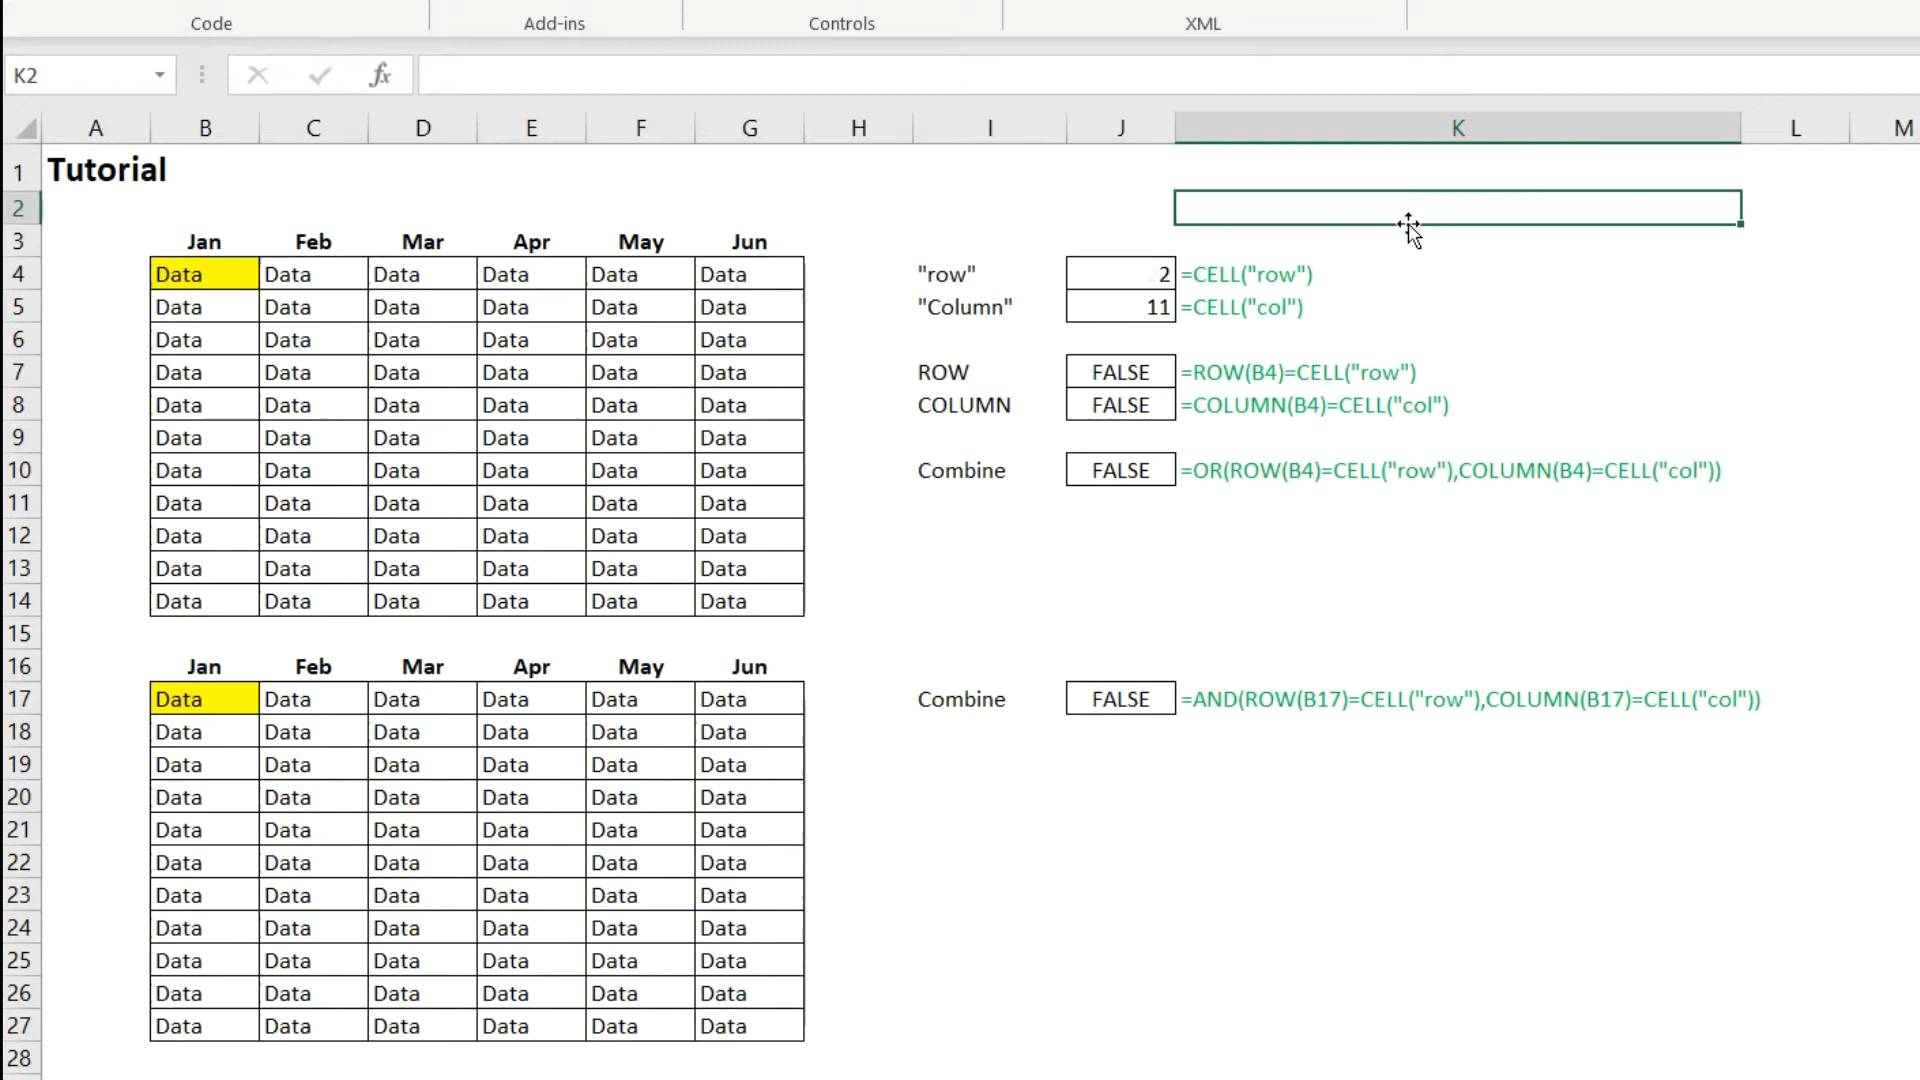 Code Add-ins Controls XML
K2 fx
A B C D E F G H I J K L M
1 Tutorial
2
3 Jan Feb Mar Apr May Jun
4 Data Data Data Data Data Data "row" 2 =CELL("row")
5 Data Data Data Data Data Data "Column" 11 =CELL("col")
6 Data Data Data Data Data Data
7 Data Data Data Data Data Data ROW FALSE =ROW(B4)=CELL("row")
8 Data Data Data Data Data Data COLUMN FALSE =COLUMN(B4)=CELL("col")
9 Data Data Data Data Data Data
10 Data Data Data Data Data Data Combine FALSE =OR(ROW(B4)=CELL("row"),COLUMN(B4)=CELL("col"))
11 Data Data Data Data Data Data
12 Data Data Data Data Data Data
13 Data Data Data Data Data Data
14 Data Data Data Data Data Data
15
16 Jan Feb Mar Apr May Jun
17 Data Data Data Data Data Data Combine FALSE =AND(ROW(B17)=CELL("row"),COLUMN(B17)=CELL("col"))
18 Data Data Data Data Data Data
19 Data Data Data Data Data Data
20 Data Data Data Data Data Data
21 Data Data Data Data Data Data
22 Data Data Data Data Data Data
23 Data Data Data Data Data Data
24 Data Data Data Data Data Data
25 Data Data Data Data Data Data
26 Data Data Data Data Data Data
27 Data Data Data Data Data Data
28